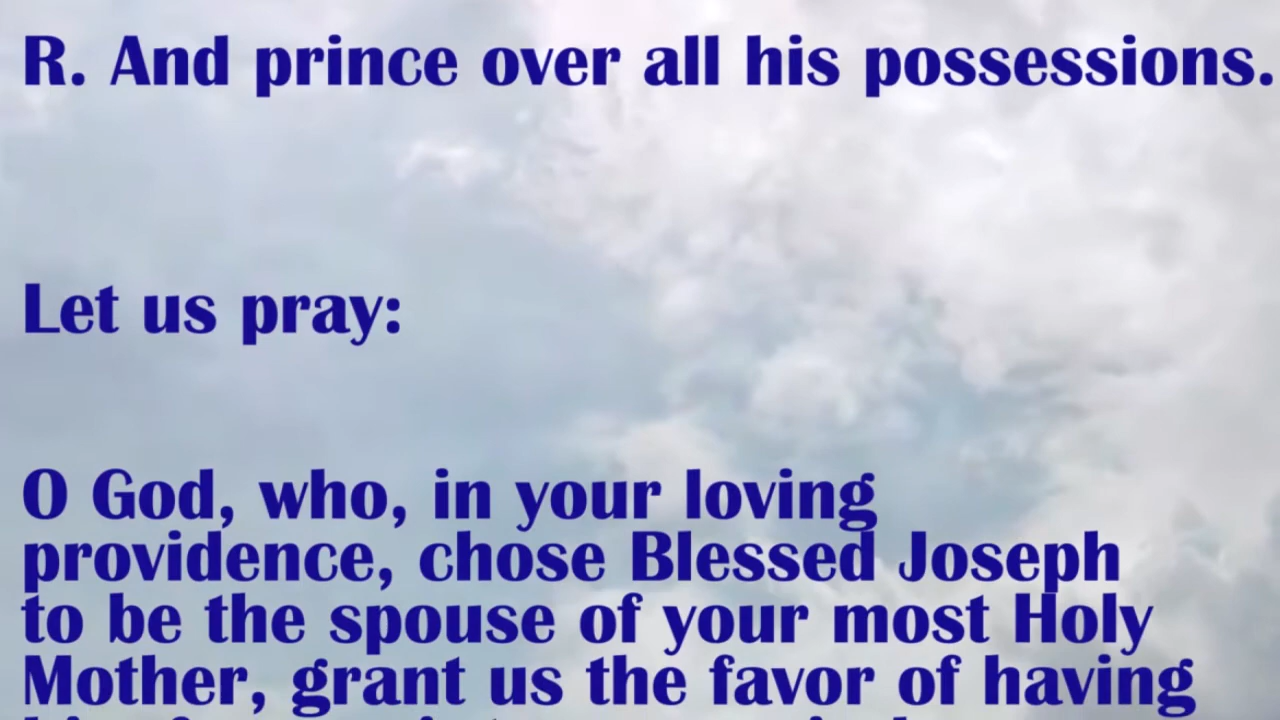 R. And prince over all his possessions.
Let us pray:
O God, who, in your loving
providence, chose Blessed Joseph
to be the spouse of your most Holy
Mother, grant us the favor of having